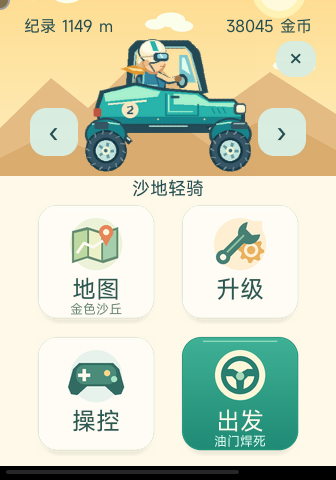 纪录 1149 m
38045 金币
×
‹
›
2
沙地轻骑
地图
金色沙丘
升级
操控
出发
油门焊死